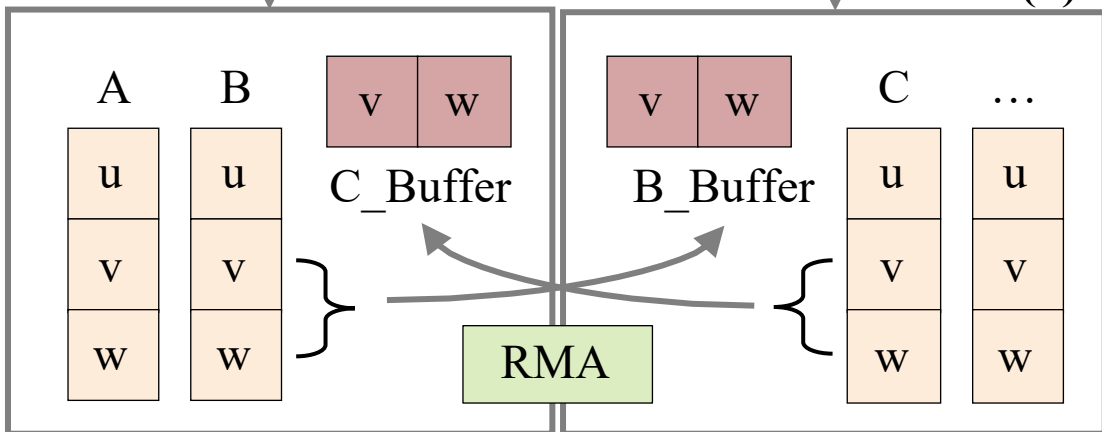 A B v w v w C …
u u C_Buffer B_Buffer u u
v v v v
w w RMA w w